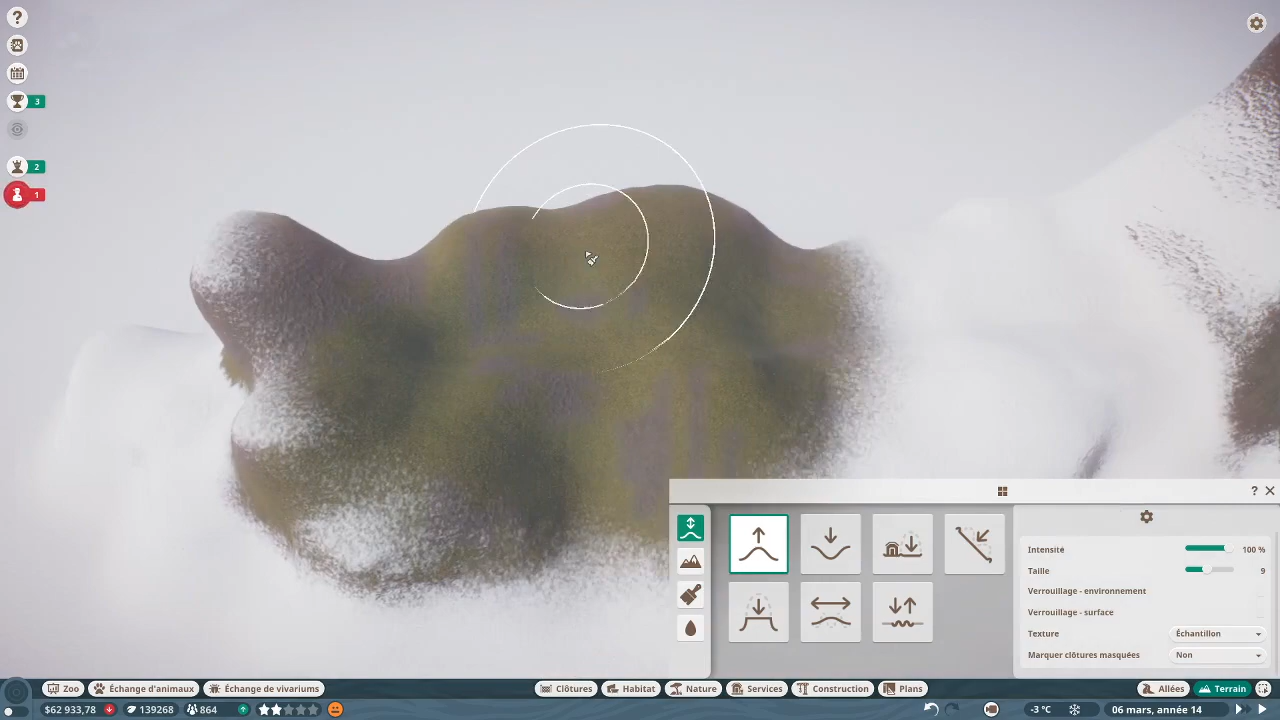 ?
3
2
1
?
Intensité 100 %
Taille 9
Verrouillage - environnement
Verrouillage - surface
Texture Échantillon
Marquer clôtures masquées Non
Zoo Échange d'animaux Échange de vivariums Clôtures Habitat Nature Services Construction Plans Allées Terrain
$62 933,78 139268 864 -3 °C 06 mars, année 14